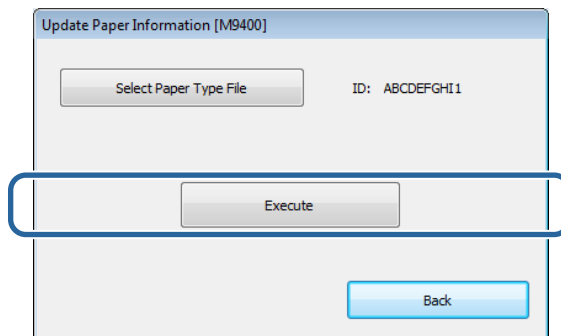 Update Paper Information [M9400]
Select Paper Type File ID: ABCDEFGHI1
Execute
Back